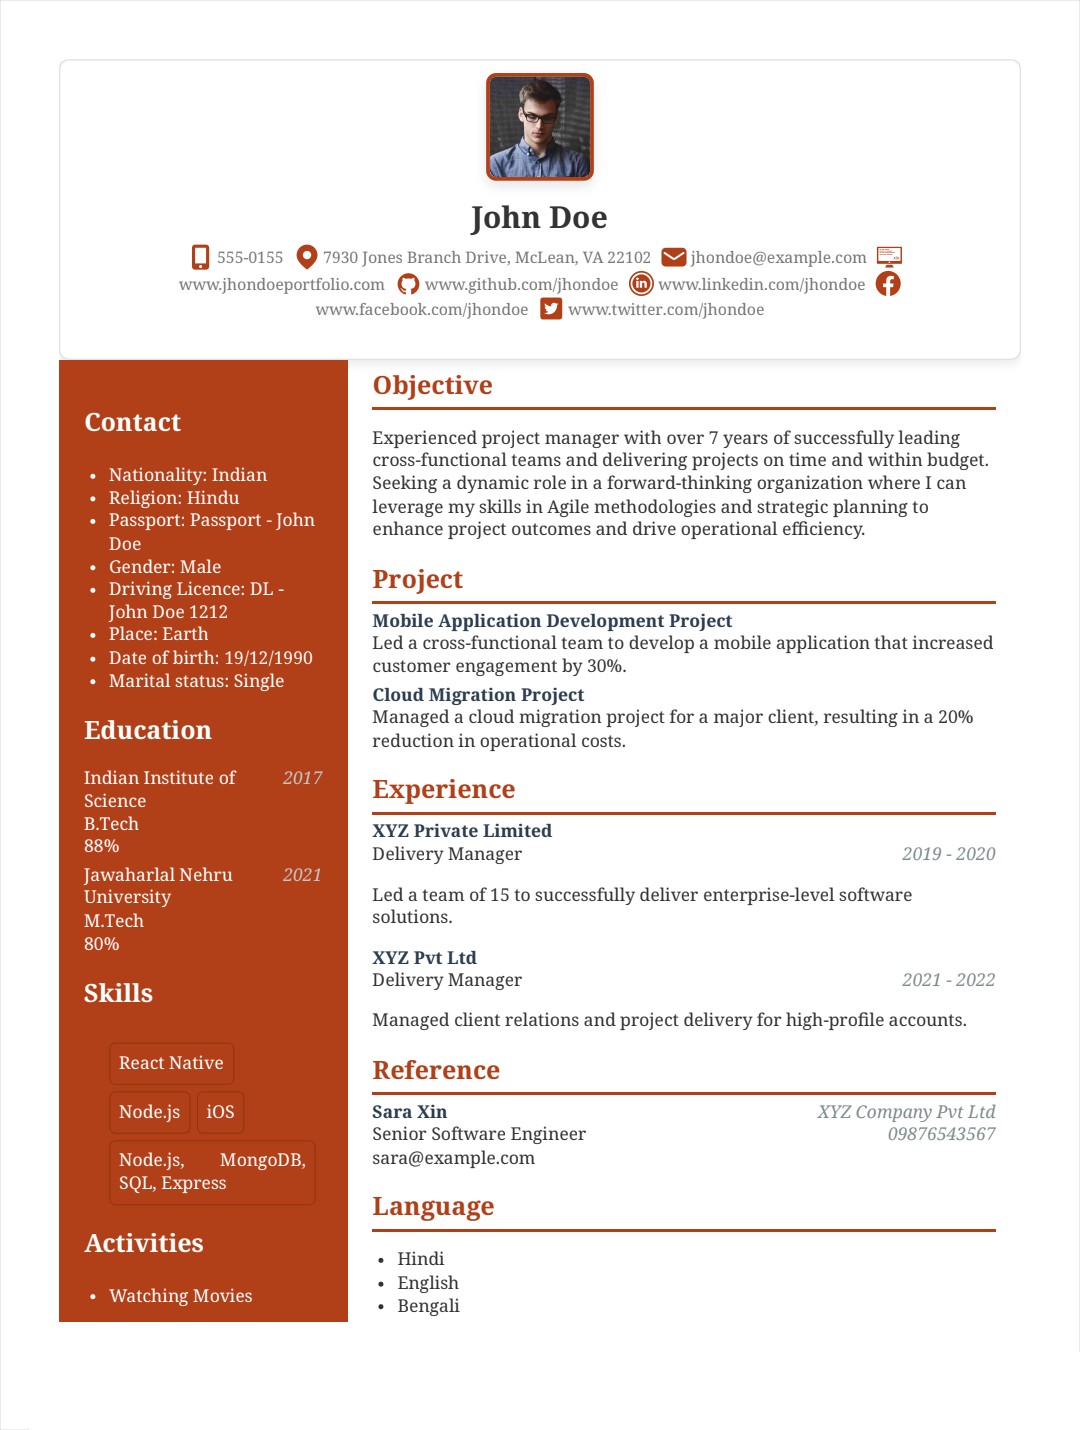 John Doe
555-0155 7930 Jones Branch Drive, McLean, VA 22102 jhondoe@example.com
www.jhondoeportfolio.com www.github.com/jhondoe www.linkedin.com/jhondoe
www.facebook.com/jhondoe www.twitter.com/jhondoe
Contact
• Nationality: Indian
• Religion: Hindu
• Passport: Passport - John
Doe
• Gender: Male
• Driving Licence: DL -
John Doe 1212
• Place: Earth
• Date of birth: 19/12/1990
• Marital status: Single
Education
Indian Institute of 2017
Science
B.Tech
88%
Jawaharlal Nehru 2021
University
M.Tech
80%
Skills
React Native
Node.js iOS
Node.js, MongoDB,
SQL, Express
Activities
• Watching Movies
Objective
Experienced project manager with over 7 years of successfully leading
cross-functional teams and delivering projects on time and within budget.
Seeking a dynamic role in a forward-thinking organization where I can
leverage my skills in Agile methodologies and strategic planning to
enhance project outcomes and drive operational efficiency.
Project
Mobile Application Development Project
Led a cross-functional team to develop a mobile application that increased
customer engagement by 30%.
Cloud Migration Project
Managed a cloud migration project for a major client, resulting in a 20%
reduction in operational costs.
Experience
XYZ Private Limited
Delivery Manager 2019 - 2020
Led a team of 15 to successfully deliver enterprise-level software
solutions.
XYZ Pvt Ltd
Delivery Manager 2021 - 2022
Managed client relations and project delivery for high-profile accounts.
Reference
Sara Xin XYZ Company Pvt Ltd
Senior Software Engineer 09876543567
sara@example.com
Language
• Hindi
• English
• Bengali